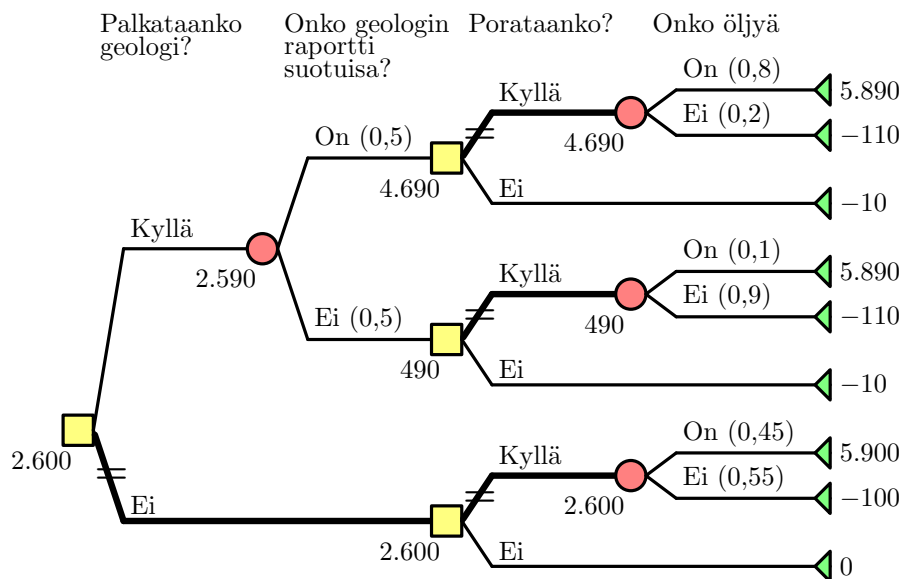 Palkataanko
geologi?
Onko geologin
raportti
suotuisa?
Porataanko?
Onko öljyä
On (0,8)
5.890
Kyllä
Ei (0,2)
4.690
−110
On (0,5)
4.690
Ei
−10
Kyllä
2.590
On (0,1)
5.890
Kyllä
Ei (0,9)
490
−110
Ei (0,5)
490
Ei
−10
2.600
On (0,45)
5.900
Kyllä
Ei (0,55)
2.600
−100
Ei
2.600
Ei
0